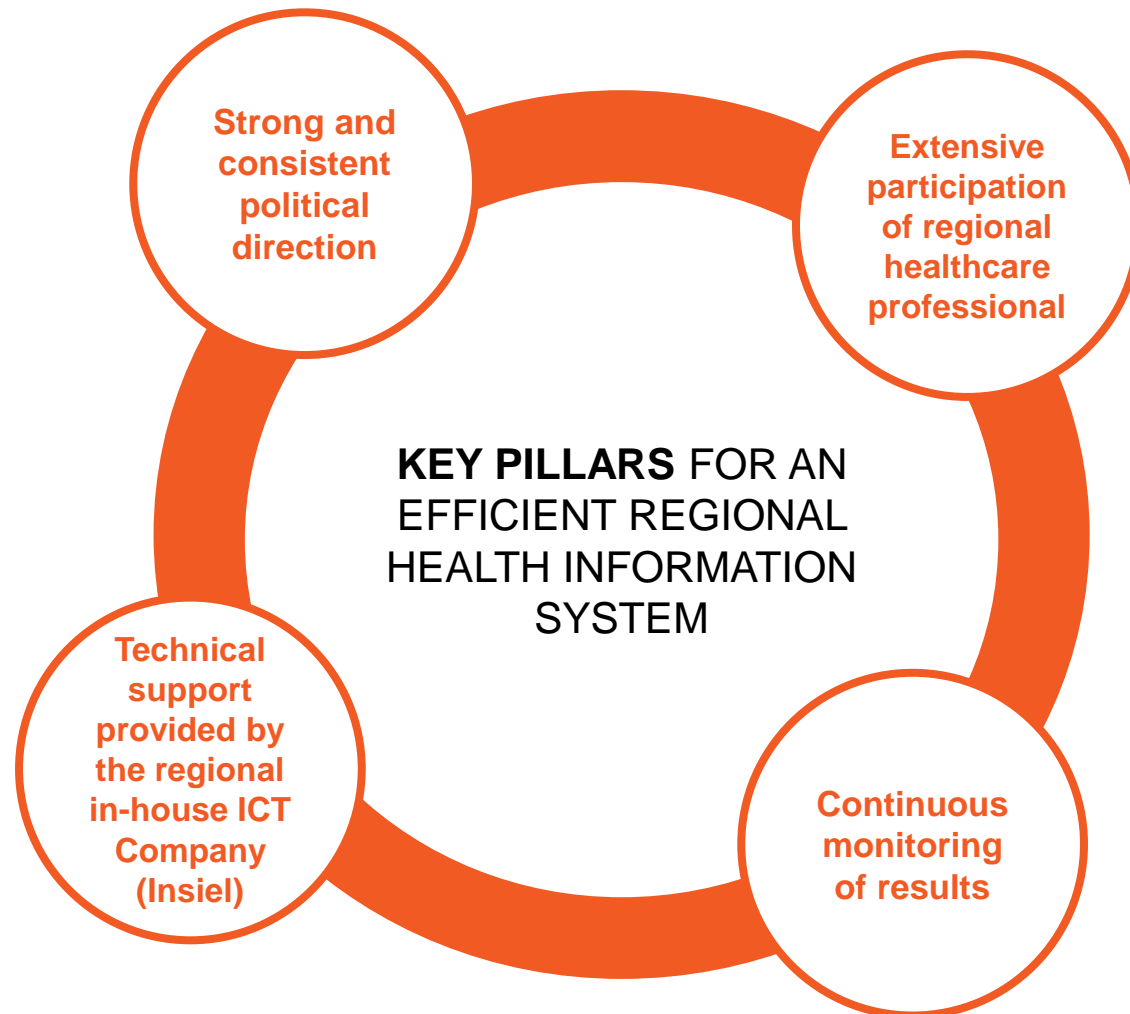 Strong and
consistent
political
direction
Extensive
participation
of regional
healthcare
professional
KEY PILLARS FOR AN
EFFICIENT REGIONAL
HEALTH INFORMATION
SYSTEM
Technical
support
provided by
the regional
in-house ICT
Company
(Insiel)
Continuous
monitoring
of results